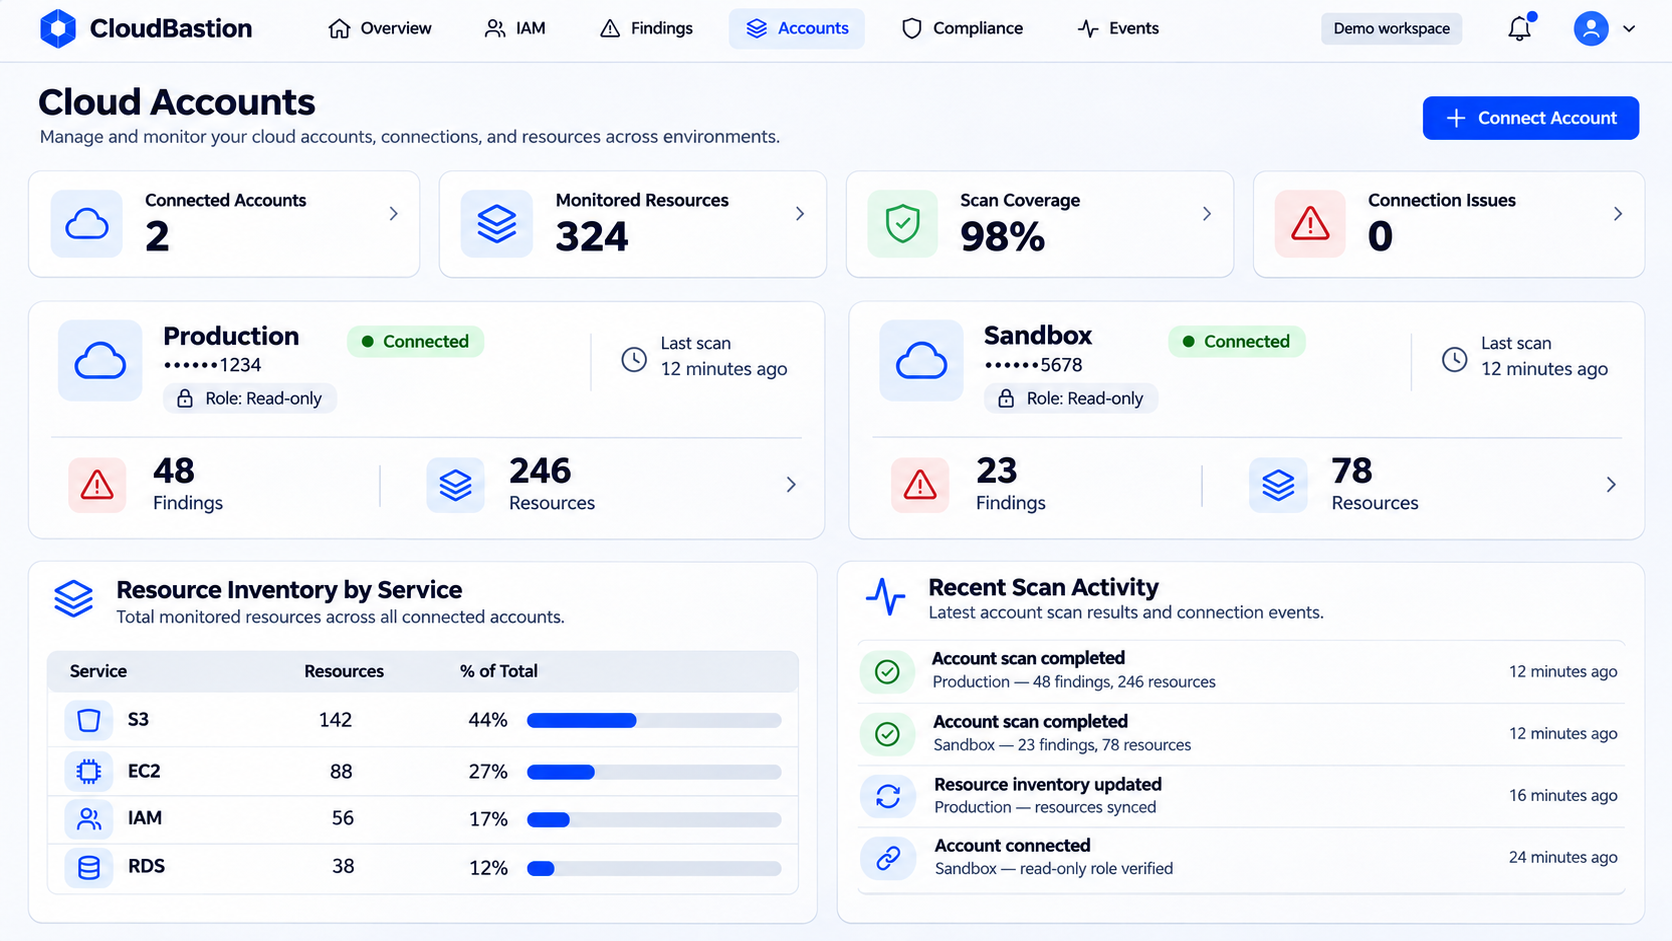 CloudBastion
Overview
IAM
Findings
Accounts
Compliance
Events
Demo workspace
Cloud Accounts
Manage and monitor your cloud accounts, connections, and resources across environments.
Connect Account
Connected Accounts
2
Monitored Resources
324
Scan Coverage
98%
Connection Issues
0
Production
Connected
••••••1234
Role: Read-only
Last scan
12 minutes ago
48
Findings
246
Resources
Sandbox
Connected
••••••5678
Role: Read-only
Last scan
12 minutes ago
23
Findings
78
Resources
Resource Inventory by Service
Total monitored resources across all connected accounts.
Service Resources % of Total
S3 142 44%
EC2 88 27%
IAM 56 17%
RDS 38 12%
Recent Scan Activity
Latest account scan results and connection events.
Account scan completed
Production — 48 findings, 246 resources
12 minutes ago
Account scan completed
Sandbox — 23 findings, 78 resources
12 minutes ago
Resource inventory updated
Production — resources synced
16 minutes ago
Account connected
Sandbox — read-only role verified
24 minutes ago